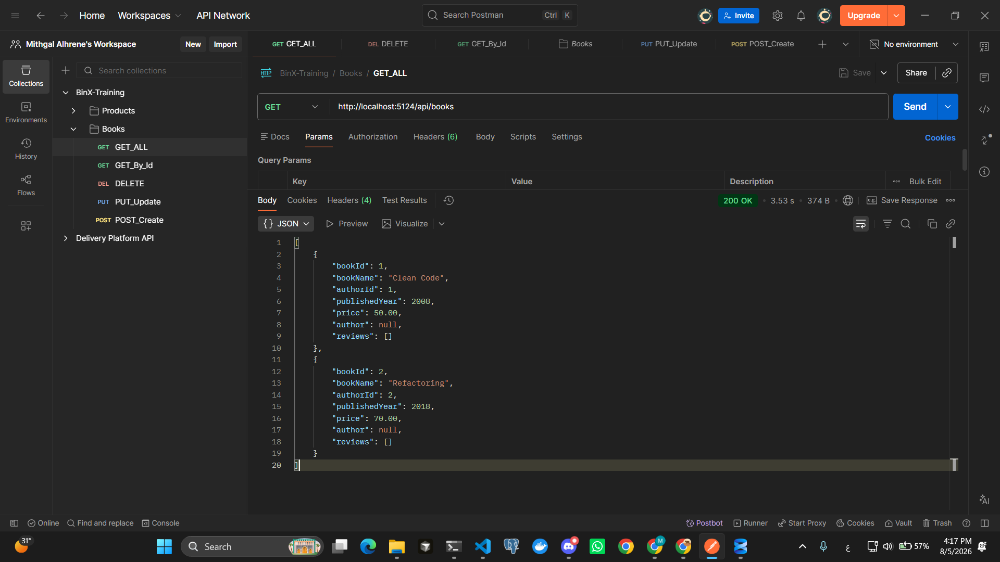 Home
Workspaces
API Network
Search Postman
Ctrl
K
Invite
Upgrade
Mithgal Alhrene's Workspace
New
Import
GET GET_ALL
DEL DELETE
GET GET_By_Id
Books
PUT PUT_Update
POST POST_Create
No environment
Collections
Environments
History
Flows
Search collections
BinX-Training
Products
Books
GET GET_ALL
GET GET_By_Id
DEL DELETE
PUT PUT_Update
POST POST_Create
Delivery Platform API
HTTP
BinX-Training / Books / GET_ALL
Save
Share
GET
http://localhost:5124/api/books
Send
Docs
Params
Authorization
Headers (6)
Body
Scripts
Settings
Cookies
Query Params
Key
Value
Description
Bulk Edit
Body
Cookies
Headers (4)
Test Results
200 OK
3.53 s
374 B
e.g.
Save Response
{} JSON
Preview
Visualize
1 [
2 {
3 "bookId": 1,
4 "bookName": "Clean Code",
5 "authorId": 1,
6 "publishedYear": 2008,
7 "price": 50.00,
8 "author": null,
9 "reviews": []
10 },
11 {
12 "bookId": 2,
13 "bookName": "Refactoring",
14 "authorId": 2,
15 "publishedYear": 2018,
16 "price": 70.00,
17 "author": null,
18 "reviews": []
19 }
20 ]
AI
Online
Find and replace
Console
Postbot
Runner
Start Proxy
Cookies
Vault
Trash
31°
Search
M
ع
57%
4:17 PM
8/5/2026